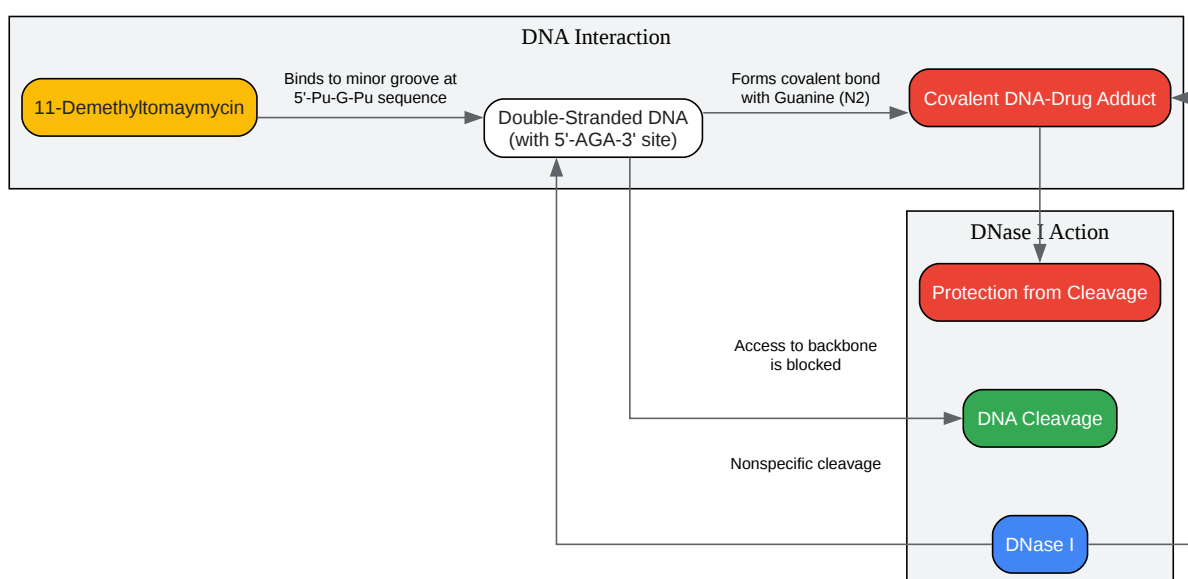 DNA Interaction
11-Demethyltomaymycin
Binds to minor groove at
5'-Pu-G-Pu sequence
Double-Stranded DNA
(with 5'-AGA-3' site)
Forms covalent bond
with Guanine (N2)
Covalent DNA-Drug Adduct
DNase I Action
Protection from Cleavage
Access to backbone
is blocked
DNA Cleavage
Nonspecific cleavage
DNase I